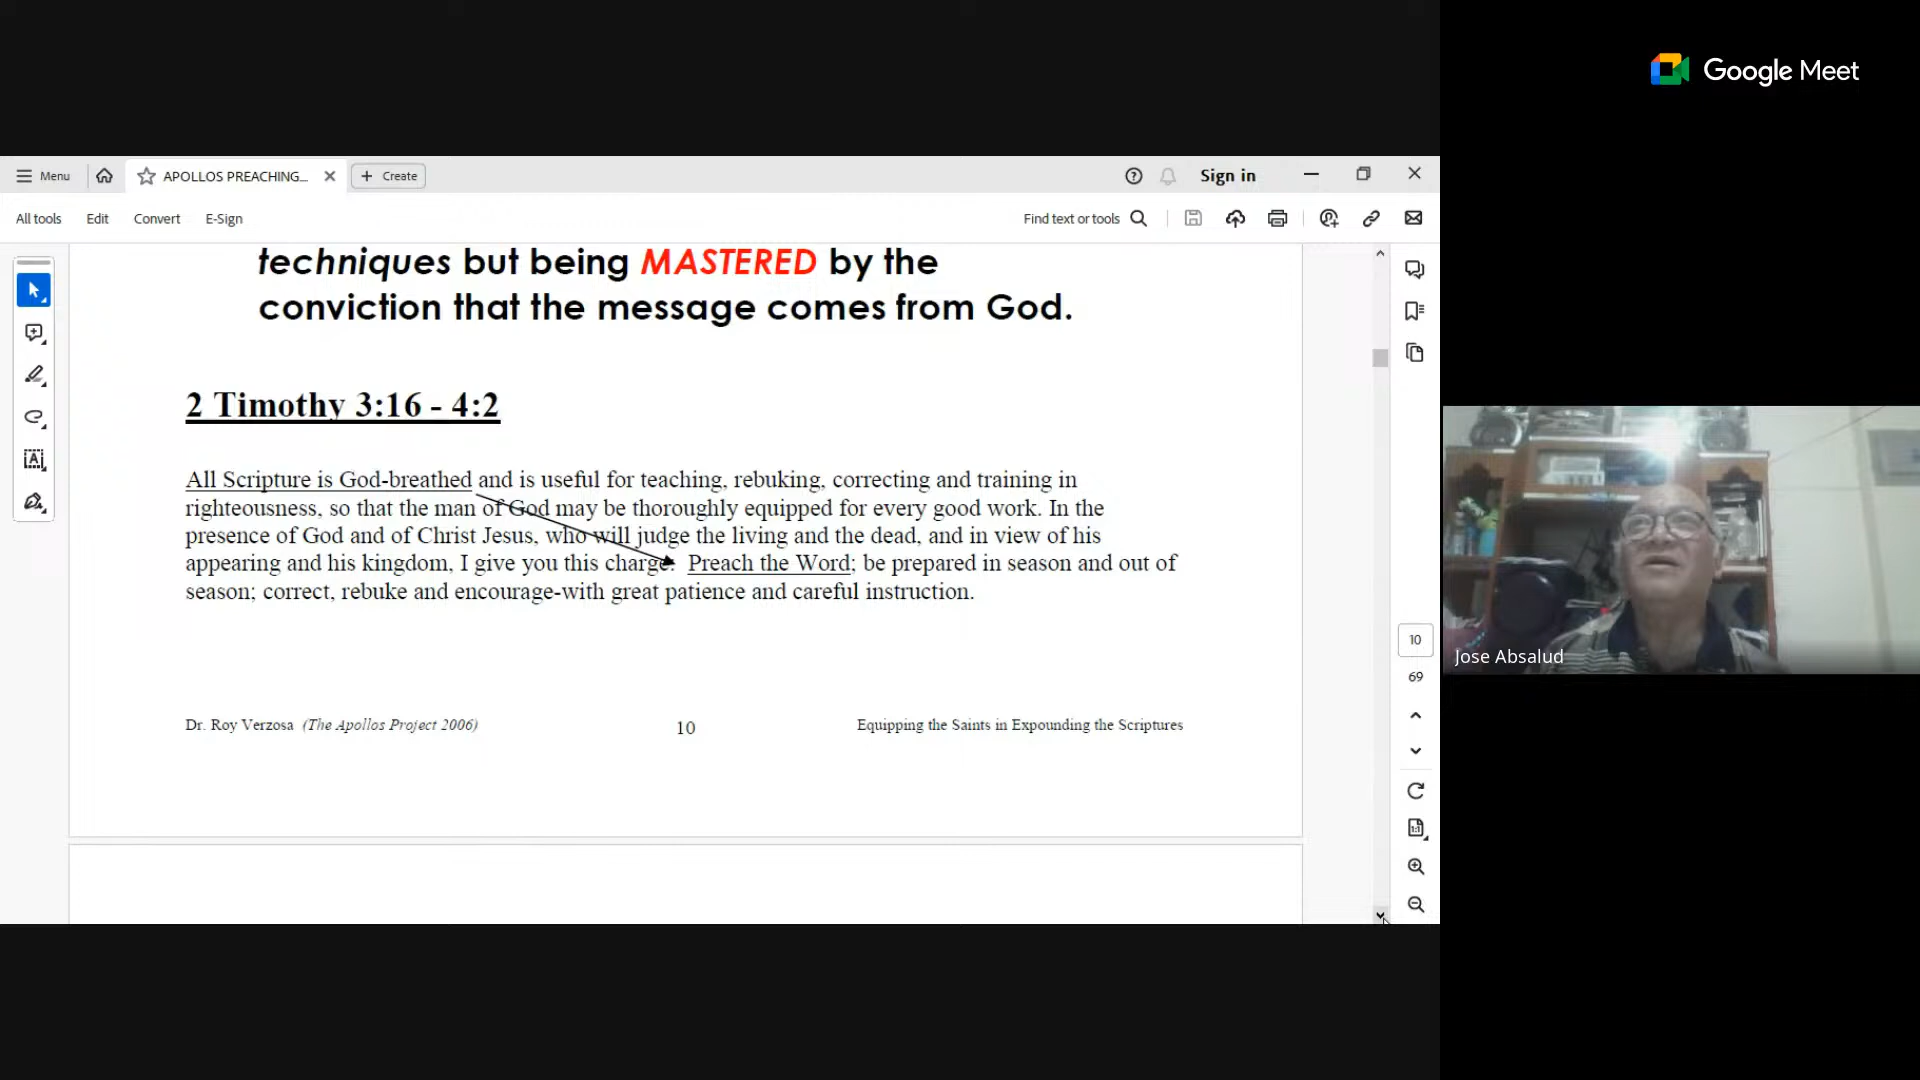 Google Meet
Menu
APOLLOS PREACHING...
Create
Sign in
All tools
Edit
Convert
E-Sign
Find text or tools
techniques but being MASTERED by the
conviction that the message comes from God.
2 Timothy 3:16 - 4:2
All Scripture is God-breathed and is useful for teaching, rebuking, correcting and training in
righteousness, so that the man of God may be thoroughly equipped for every good work. In the
presence of God and of Christ Jesus, who will judge the living and the dead, and in view of his
appearing and his kingdom, I give you this charge: Preach the Word; be prepared in season and out of
season; correct, rebuke and encourage-with great patience and careful instruction.
Dr. Roy Verzosa (The Apollos Project 2006)
10
Equipping the Saints in Expounding the Scriptures
10
69
1:1
Jose Absalud